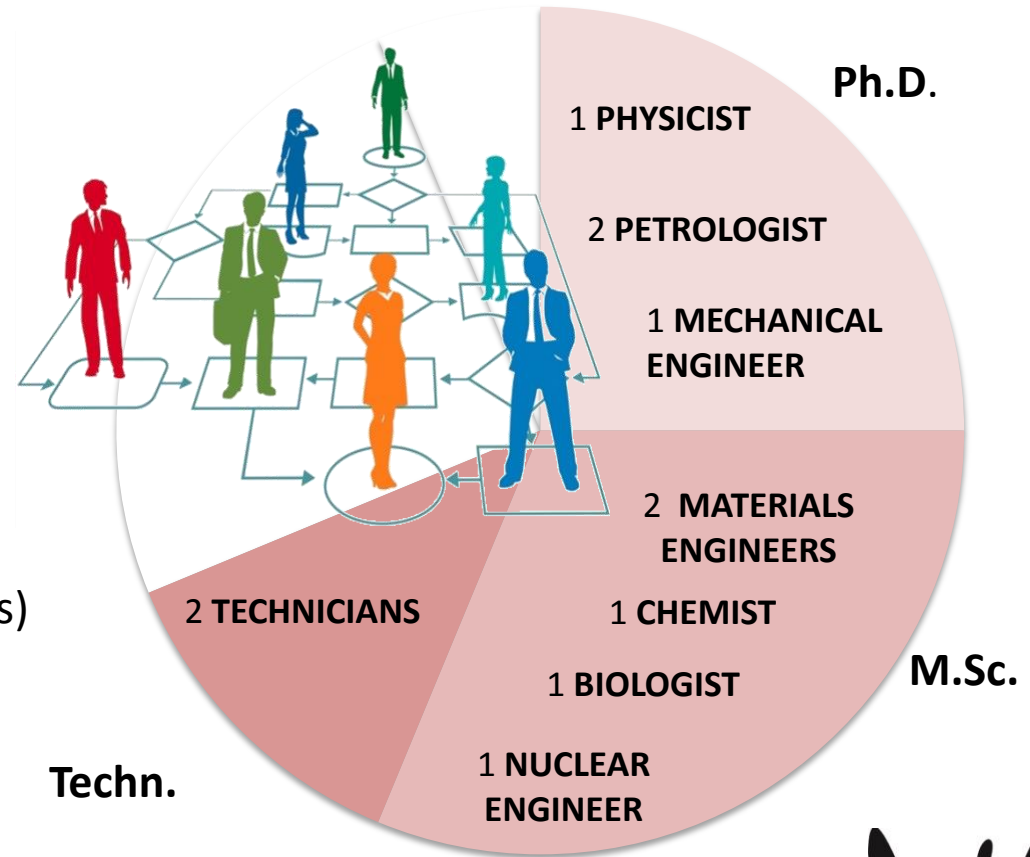 Ph.D.
1 PHYSICIST
2 PETROLOGIST
1 MECHANICAL
ENGINEER
2 MATERIALS
ENGINEERS
s)
2 TECHNICIANS
1 CHEMIST
M.Sc.
1 BIOLOGIST
Techn.
1 NUCLEAR
ENGINEER